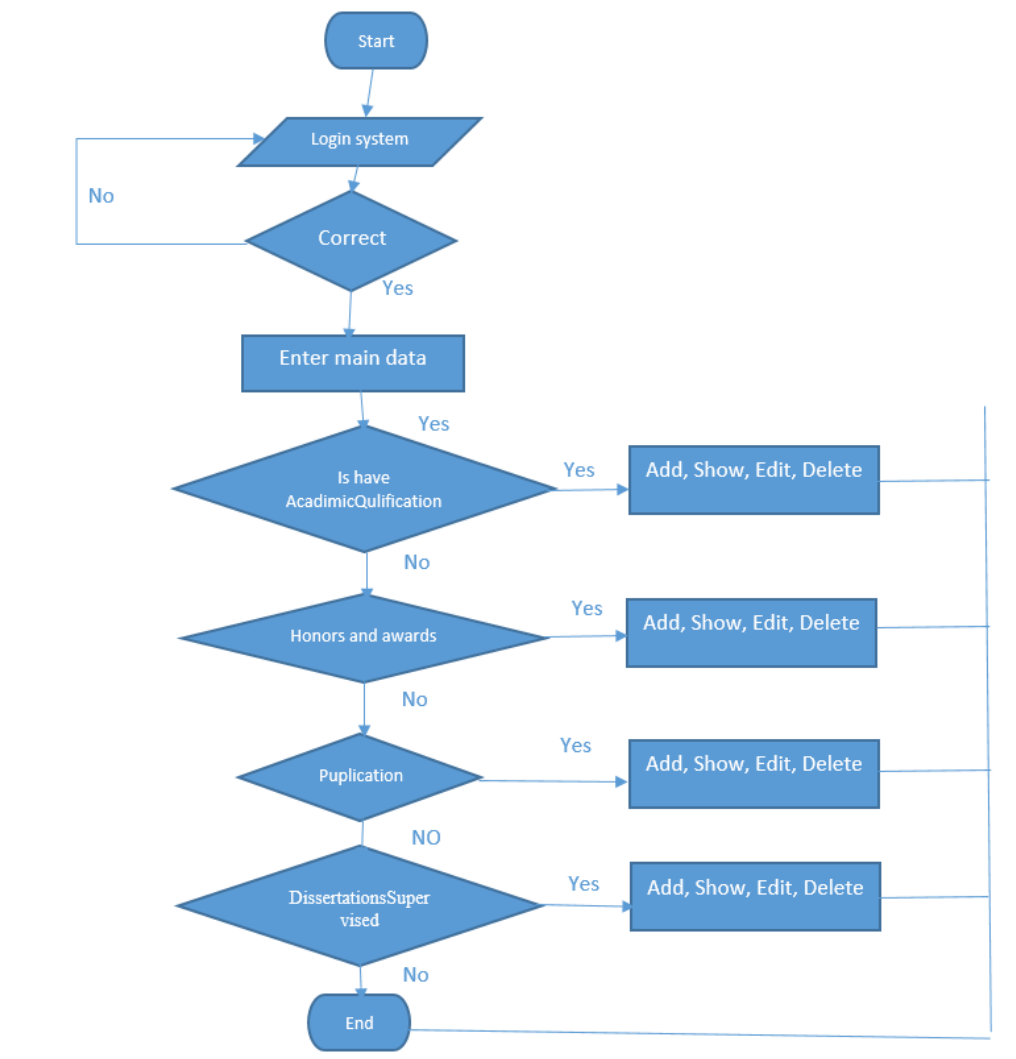 Start
Login system
No
Correct
Yes
Enter main data
Yes
Is have
AcadimicQulification
Yes
Add, Show, Edit, Delete
No
Honors and awards
Yes
Add, Show, Edit, Delete
No
Puplication
Yes
Add, Show, Edit, Delete
NO
DissertationsSuper
vised
Yes
Add, Show, Edit, Delete
No
End